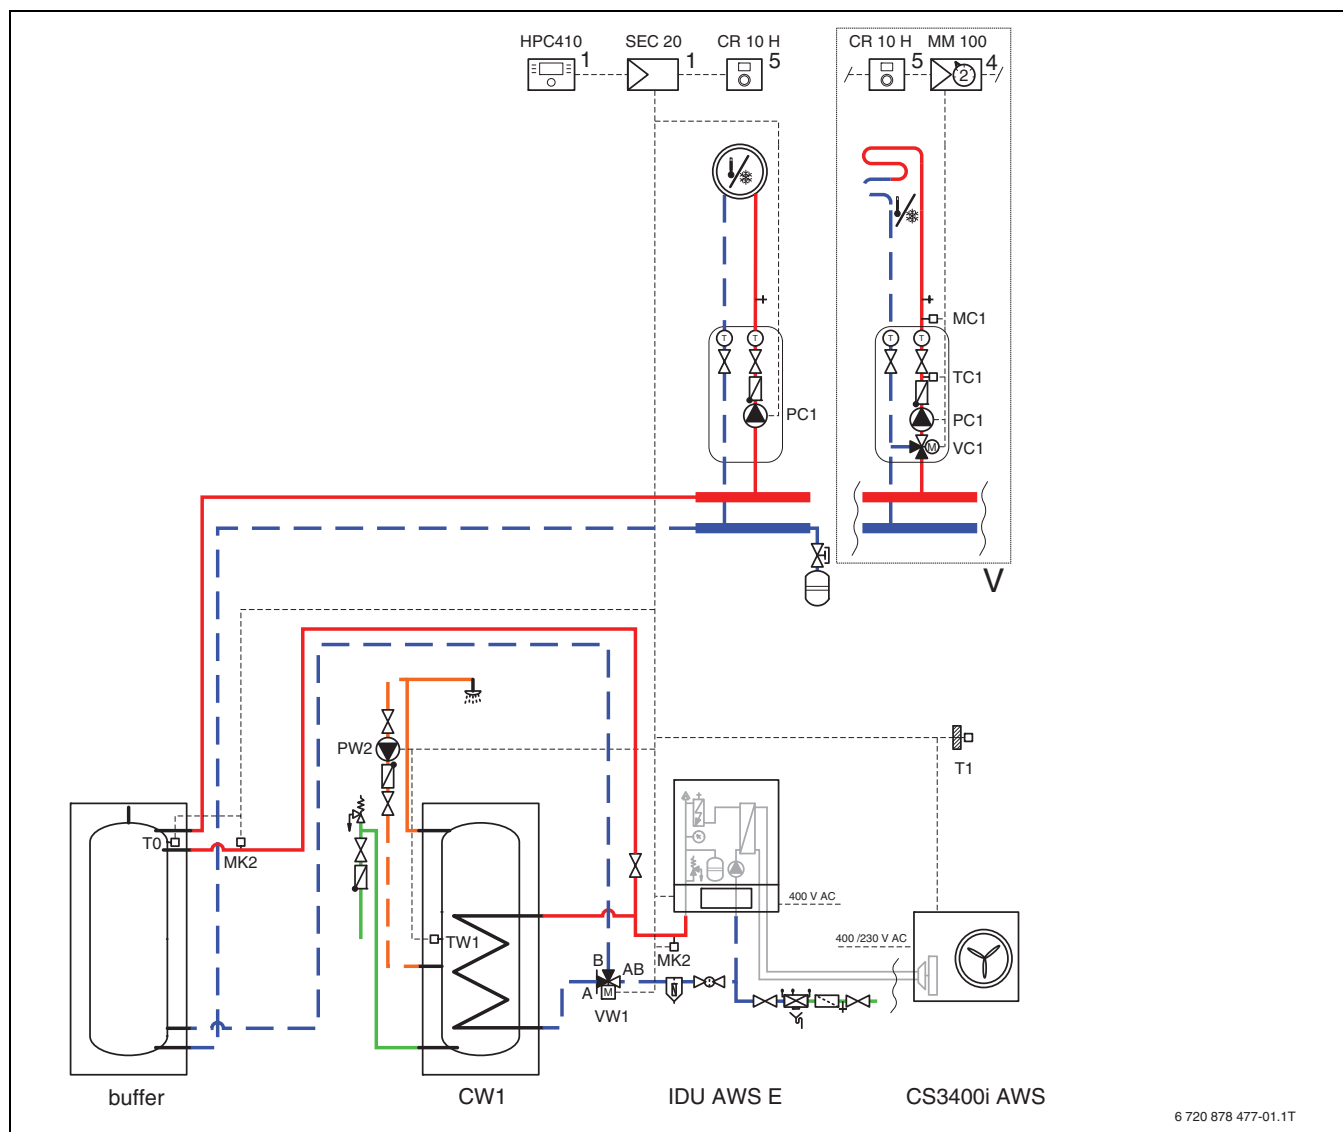 HPC410 SEC 20 CR 10 H CR 10 H MM 100
1 1 5 5 2 4
MC1
T T T T
TC1
PC1 PC1
M VC1
V
PW2
T1
T0
MK2
400 V AC
TW1
400 /230 V AC
B AB MK2
A M
VW1
buffer CW1 IDU AWS E CS3400i AWS
6 720 878 477-01.1T